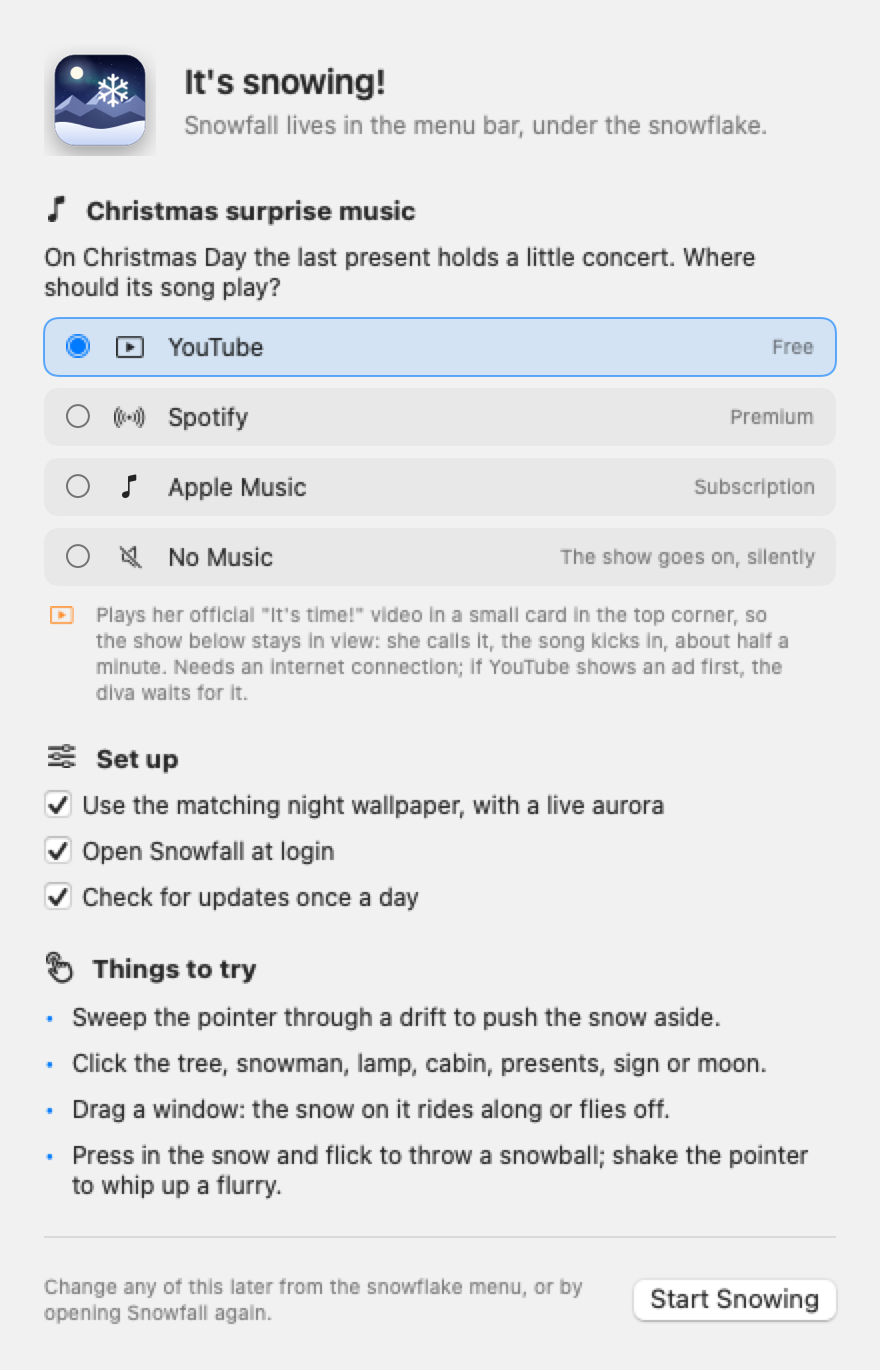 It's snowing!
Snowfall lives in the menu bar, under the snowflake.
Christmas surprise music
On Christmas Day the last present holds a little concert. Where
should its song play?
YouTube Free
Spotify Premium
Apple Music Subscription
No Music The show goes on, silently
Plays her official "It's time!" video in a small card in the top corner, so
the show below stays in view: she calls it, the song kicks in, about half a
minute. Needs an internet connection; if YouTube shows an ad first, the
diva waits for it.
Set up
Use the matching night wallpaper, with a live aurora
Open Snowfall at login
Check for updates once a day
Things to try
• Sweep the pointer through a drift to push the snow aside.
• Click the tree, snowman, lamp, cabin, presents, sign or moon.
• Drag a window: the snow on it rides along or flies off.
• Press in the snow and flick to throw a snowball; shake the pointer
to whip up a flurry.
Change any of this later from the snowflake menu, or by
opening Snowfall again.
Start Snowing